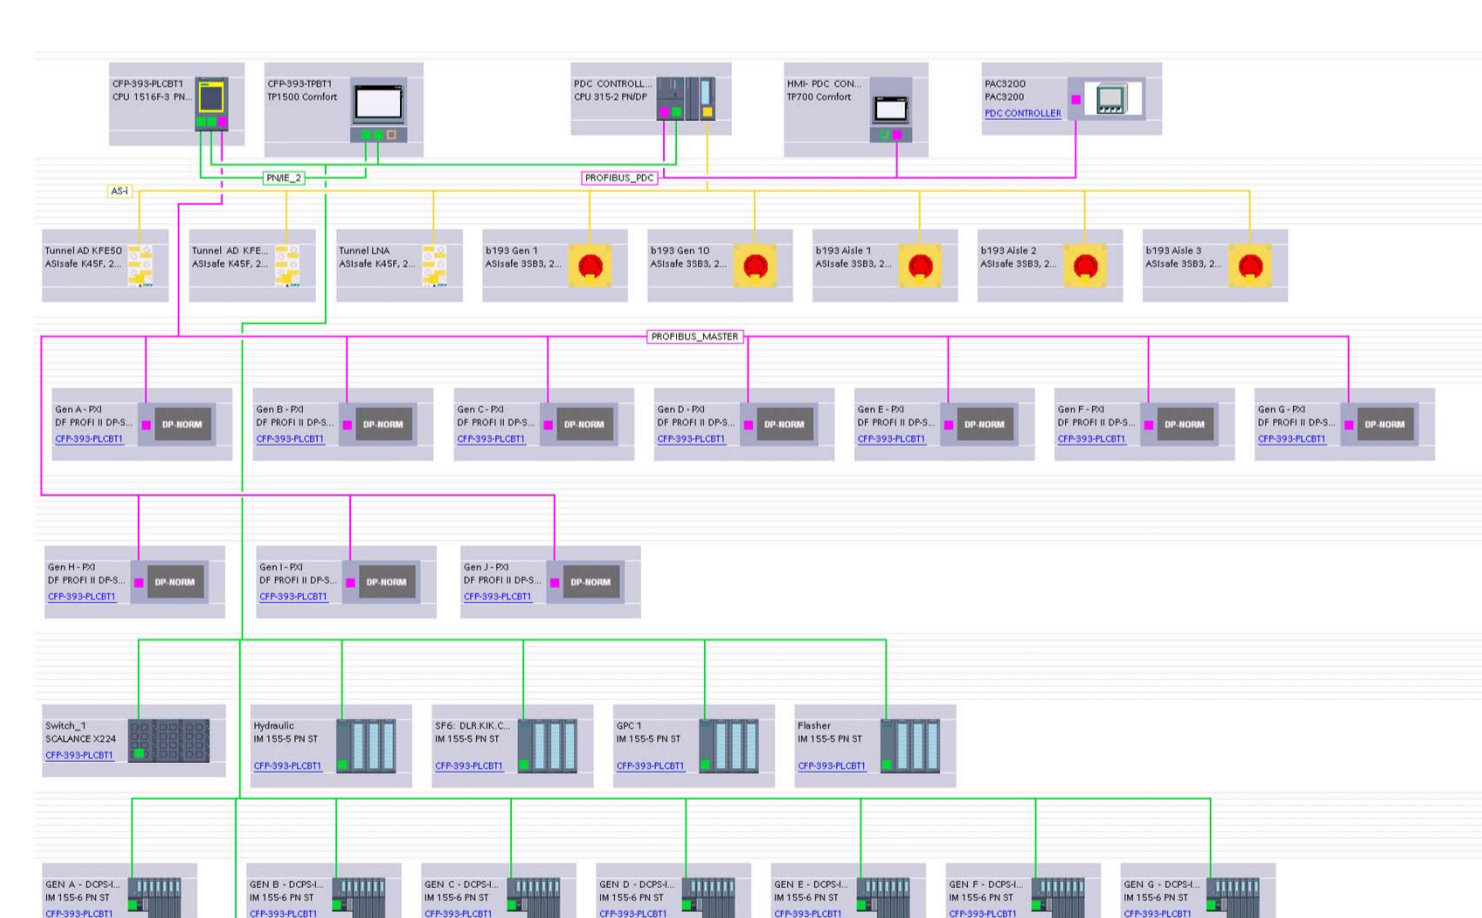 CFP-393-PLCBT1
CPU 1516F-3 PN...
CFP-393-TPBT1
TP1500 Comfort
PDC CONTROLL...
CPU 315-2 PN/DP
HMI- PDC CON...
TP700 Comfort
PAC3200
PAC3200
PDC CONTROLLER
PN/IE_2
PROFIBUS_PDC
AS-i
Tunnel AD KFE50
ASIsafe K45F, 2...
Tunnel AD KFE...
ASIsafe K45F, 2...
Tunnel LNA
ASIsafe K45F, 2...
b193 Gen 1
ASIsafe 3SB3, 2...
b193 Gen 10
ASIsafe 3SB3, 2...
b193 Aisle 1
ASIsafe 3SB3, 2...
b193 Aisle 2
ASIsafe 3SB3, 2...
b193 Aisle 3
ASIsafe 3SB3, 2...
PROFIBUS_MASTER
Gen A - PXI
DF PROFI II DP-S...
CFP-393-PLCBT1
DP-NORM
Gen B - PXI
DF PROFI II DP-S...
CFP-393-PLCBT1
DP-NORM
Gen C - PXI
DF PROFI II DP-S...
CFP-393-PLCBT1
DP-NORM
Gen D - PXI
DF PROFI II DP-S...
CFP-393-PLCBT1
DP-NORM
Gen E - PXI
DF PROFI II DP-S...
CFP-393-PLCBT1
DP-NORM
Gen F - PXI
DF PROFI II DP-S...
CFP-393-PLCBT1
DP-NORM
Gen G - PXI
DF PROFI II DP-S...
CFP-393-PLCBT1
DP-NORM
Gen H - PXI
DF PROFI II DP-S...
CFP-393-PLCBT1
DP-NORM
Gen I - PXI
DF PROFI II DP-S...
CFP-393-PLCBT1
DP-NORM
Gen J - PXI
DF PROFI II DP-S...
CFP-393-PLCBT1
DP-NORM
Switch_1
SCALANCE X224
CFP-393-PLCBT1
Hydraulic
IM 155-5 PN ST
CFP-393-PLCBT1
SF6: DLR.KIK.C...
IM 155-5 PN ST
CFP-393-PLCBT1
GPC 1
IM 155-5 PN ST
CFP-393-PLCBT1
Flasher
IM 155-5 PN ST
CFP-393-PLCBT1
GEN A - DCPS-I...
IM 155-6 PN ST
CFP-393-PLCBT1
GEN B - DCPS-I...
IM 155-6 PN ST
CFP-393-PLCBT1
GEN C - DCPS-I...
IM 155-6 PN ST
CFP-393-PLCBT1
GEN D - DCPS-I...
IM 155-6 PN ST
CFP-393-PLCBT1
GEN E - DCPS-I...
IM 155-6 PN ST
CFP-393-PLCBT1
GEN F - DCPS-I...
IM 155-6 PN ST
CFP-393-PLCBT1
GEN G - DCPS-I...
IM 155-6 PN ST
CFP-393-PLCBT1